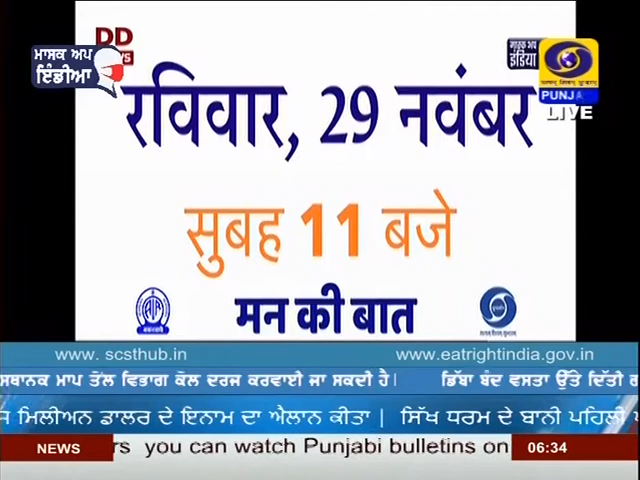 DD
ਮਾਸਕ ਅਪ
ਇੰਡੀਆ
मास्क अप
इंडिया
PUNJA
LIVE
रविवार, 29 नवंबर
सुबह 11 बजे
मन की बात
www.scsthub.in
www.eatrightindia.gov.in
ਸਥਾਨਕ ਮਾਪ ਤੋਲ ਵਿਭਾਗ ਕੋਲ ਦਰਜ ਕਰਵਾਈ ਜਾ ਸਕਦੀ ਹੈ। ਡਿੱਬਾ ਬੰਦ ਵਸਤਾ ਉੱਤੇ ਦਿੱਤੀ
ਮਿਲੀਅਨ ਡਾਲਰ ਦੇ ਇਨਾਮ ਦਾ ਐਲਾਨ ਕੀਤਾ | ਸਿੱਖ ਧਰਮ ਦੇ ਬਾਨੀ ਪਹਿਲੀ
NEWS
rs you can watch Punjabi bulletins on
06:34